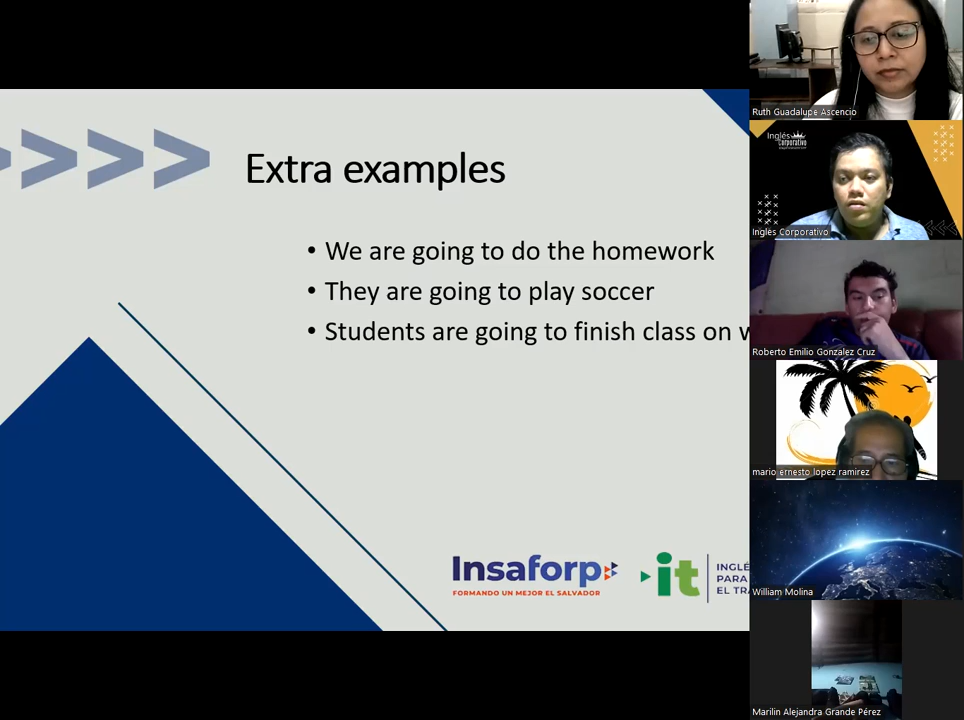 Extra examples
• We are going to do the homework
• They are going to play soccer
• Students are going to finish class on
Insaforp
FORMANDO UN MEJOR EL SALVADOR
it
INGLÉ
PARA
EL TRA
Ruth Guadalupe Ascencio
Inglés
Corporativo
Inglés Corporativo
Roberto Emilio Gonzalez Cruz
mario ernesto lopez ramirez
William Molina
Marilin Alejandra Grande Pérez